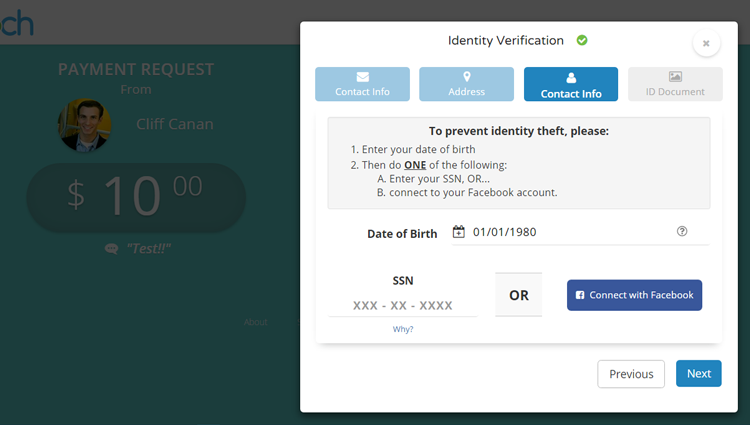 ch
PAYMENT REQUEST
From
Cliff Canan
$ 10 00
"Test!!"
About
Identity Verification
×
Contact Info
Address
Contact Info
ID Document
To prevent identity theft, please:
1. Enter your date of birth
2. Then do ONE of the following:
A. Enter your SSN, OR...
B. connect to your Facebook account.
Date of Birth
01/01/1980
?
SSN
XXX - XX - XXXX
Why?
OR
Connect with Facebook
Previous
Next